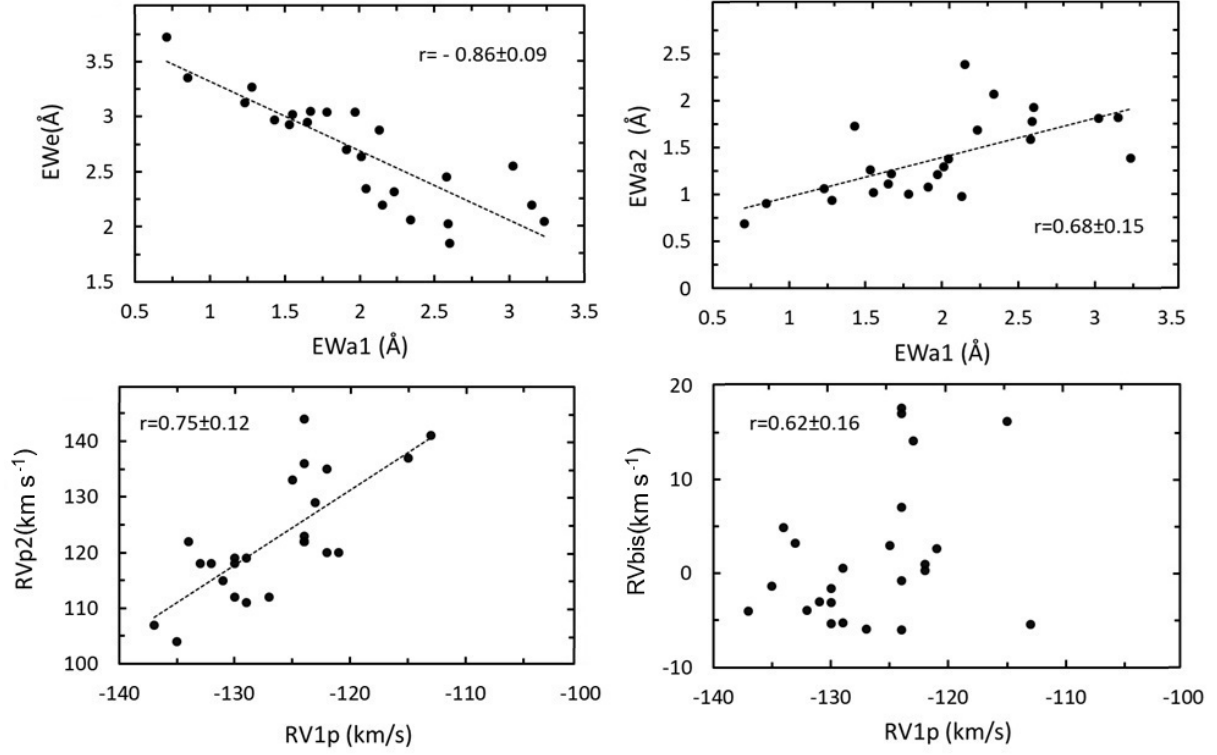 r= - 0.86±0.09
EWe(Å)
3.5
3
2.5
2
1.5
0.5 1 1.5 2 2.5 3 3.5
EWa1 (Å)
EWa2 (Å)
2.5
2
1.5
1
0.5
0
r=0.68±0.15
0.5 1 1.5 2 2.5 3 3.5
EWa1 (Å)
r=0.75±0.12
RVp2(km s -1)
140
130
120
110
100
-140 -130 -120 -110 -100
RV1p (km/s)
r=0.62±0.16
RVbis(km s -1)
20
10
0
-10
-140 -130 -120 -110 -100
RV1p (km/s)